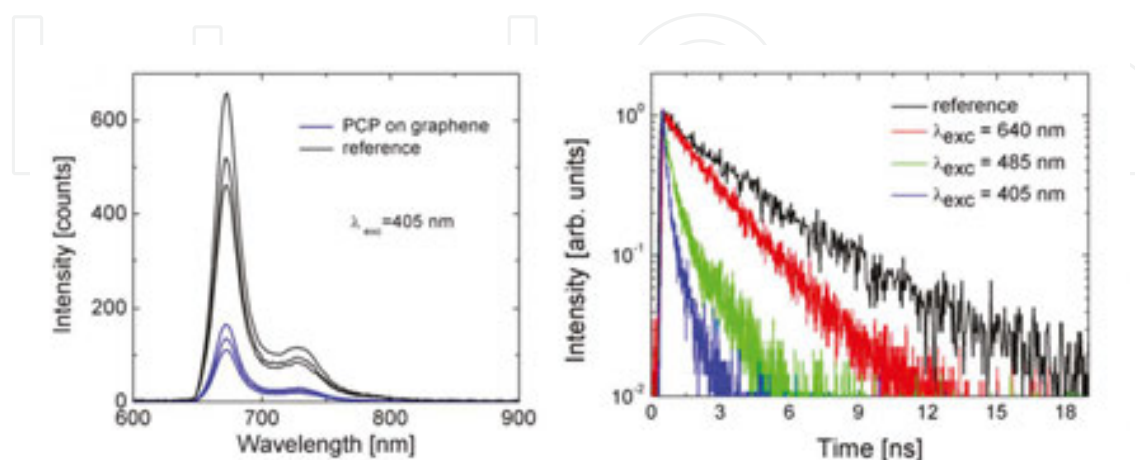 600
400
200
0
600
700
800
900
Intensity [counts]
Wavelength [nm]
PCP on graphene
reference
λ exc =405 nm
10⁰
10⁻¹
10⁻²
0
3
6
9
12
15
18
Intensity [arb. units]
Time [ns]
reference
λexc = 640 nm
λexc = 485 nm
λexc = 405 nm